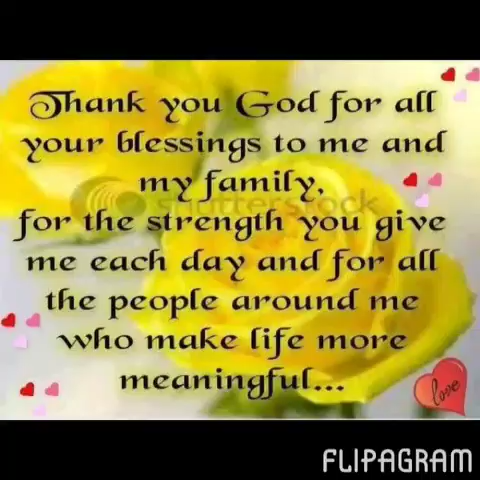 Thank you God for all
your blessings to me and
my family,
shutterstock
for the strength you give
me each day and for all
the people around me
who make life more
meaningful...
love
FLIPAGRAM